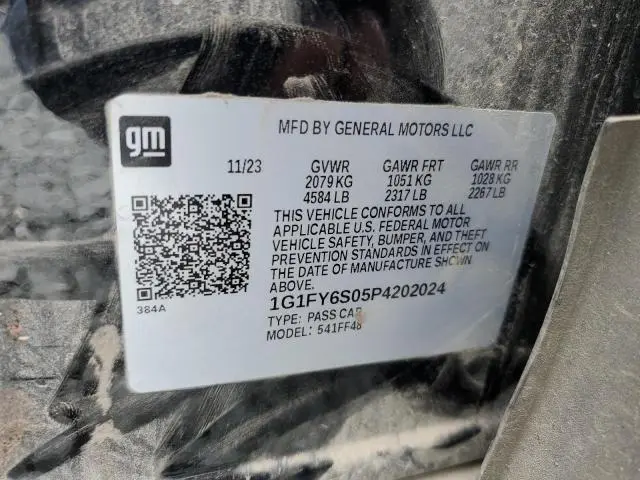 gm
MFD BY GENERAL MOTORS LLC
11/23 GVWR GAWR FRT GAWR RR
2079 KG 1051 KG 1028 KG
4584 LB 2317 LB 2267 LB
THIS VEHICLE CONFORMS TO ALL
APPLICABLE U.S. FEDERAL MOTOR
VEHICLE SAFETY, BUMPER, AND THEFT
PREVENTION STANDARDS IN EFFECT ON
THE DATE OF MANUFACTURE SHOWN
ABOVE.
384A
1G1FY6S05P4202024
TYPE: PASS CAR
MODEL: 541FF48